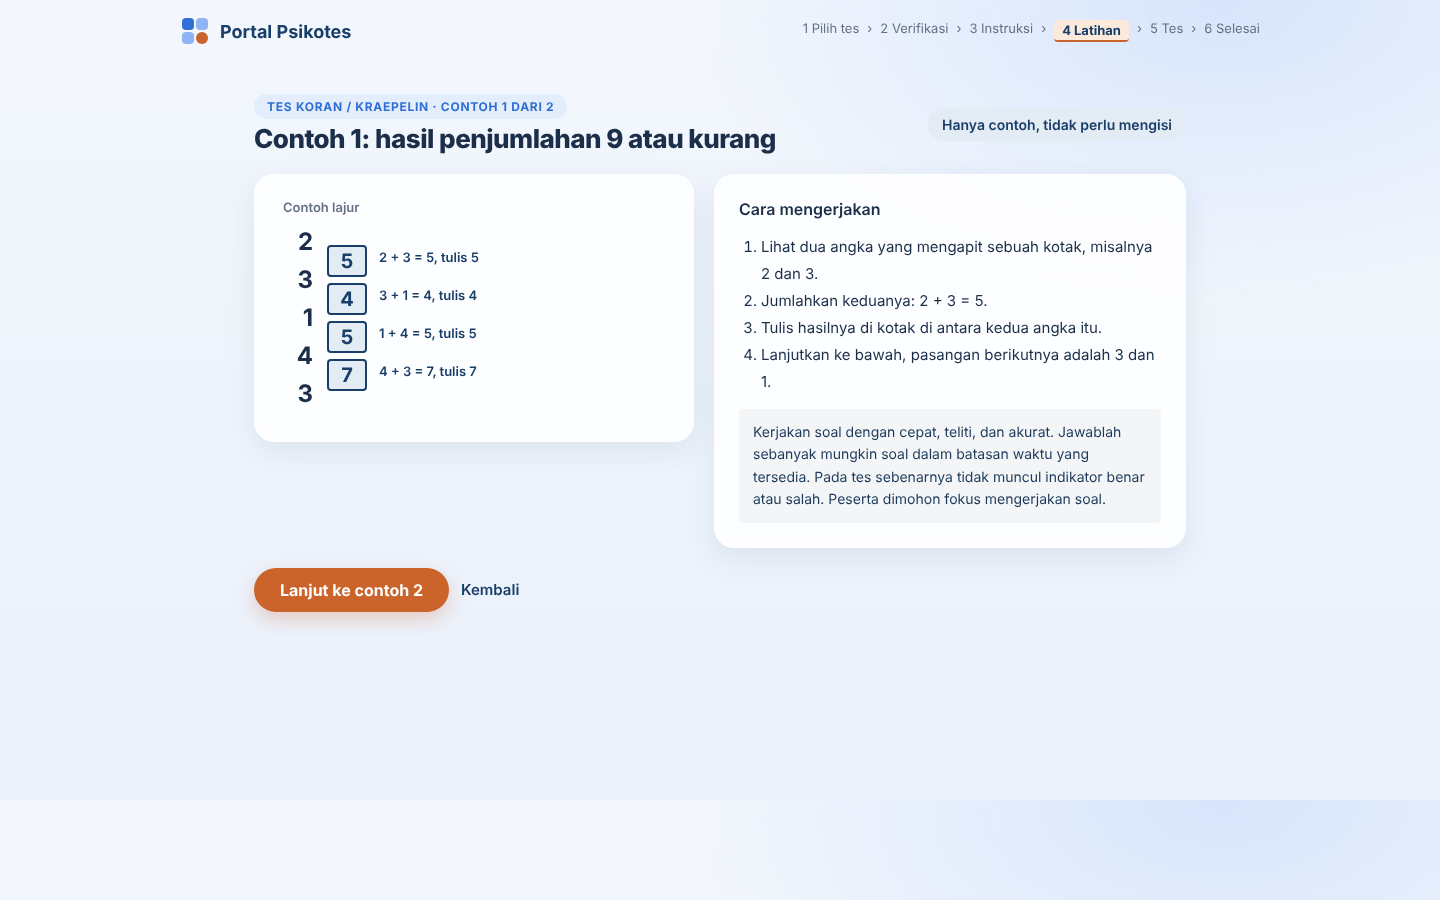 Portal Psikotes
1 Pilih tes › 2 Verifikasi › 3 Instruksi › 4 Latihan › 5 Tes › 6 Selesai
TES KORAN / KRAEPELIN · CONTOH 1 DARI 2
Contoh 1: hasil penjumlahan 9 atau kurang
Hanya contoh, tidak perlu mengisi
Contoh lajur
2
5 2 + 3 = 5, tulis 5
3
4 3 + 1 = 4, tulis 4
1
5 1 + 4 = 5, tulis 5
4
7 4 + 3 = 7, tulis 7
3
Cara mengerjakan
1. Lihat dua angka yang mengapit sebuah kotak, misalnya
2 dan 3.
2. Jumlahkan keduanya: 2 + 3 = 5.
3. Tulis hasilnya di kotak di antara kedua angka itu.
4. Lanjutkan ke bawah, pasangan berikutnya adalah 3 dan
1.
Kerjakan soal dengan cepat, teliti, dan akurat. Jawablah
sebanyak mungkin soal dalam batasan waktu yang
tersedia. Pada tes sebenarnya tidak muncul indikator benar
atau salah. Peserta dimohon fokus mengerjakan soal.
Lanjut ke contoh 2
Kembali